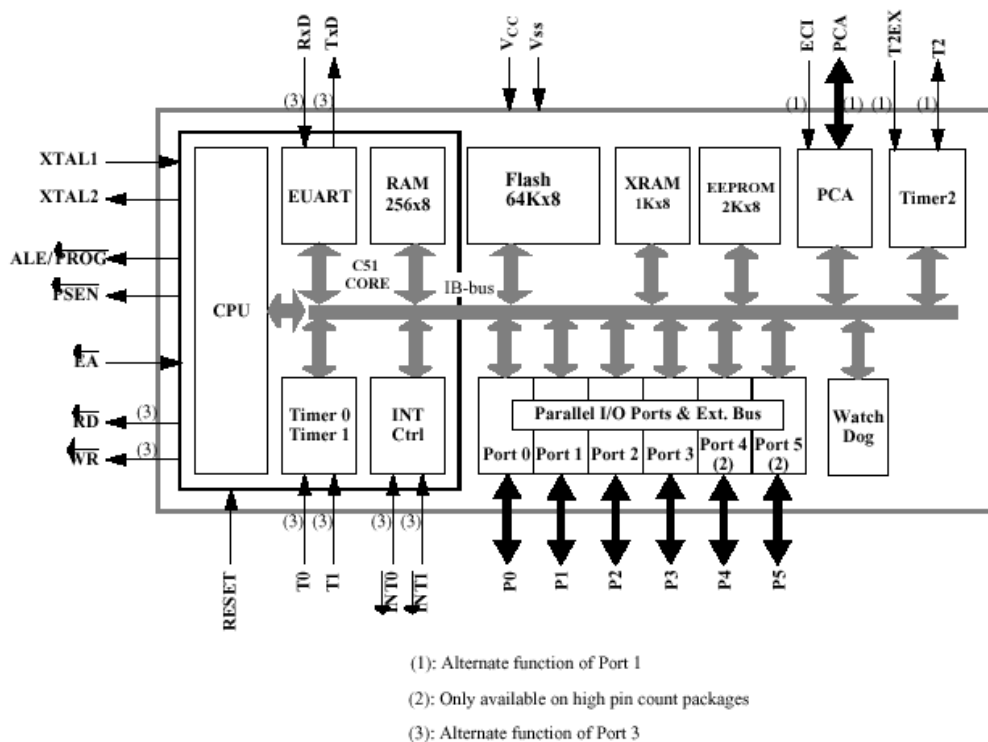 RxD
TxD
VCC
Vss
ECI
PCA
T2EX
T2
(3)
(3)
(1)
(1)
(1)
(1)
XTAL1
XTAL2
ALE/PROG
PSEN
EA
RD
(3)
WR
(3)
CPU
EUART
RAM
256x8
C51
CORE
IB-bus
Flash
64Kx8
XRAM
1Kx8
EEPROM
2Kx8
PCA
Timer2
Timer 0
Timer 1
INT
Ctrl
Parallel I/O Ports & Ext. Bus
Port 0
Port 1
Port 2
Port 3
Port 4
(2)
Port 5
(2)
Watch
Dog
(3)
(3)
(3)
(3)
RESET
T0
T1
INT0
INT1
P0
P1
P2
P3
P4
P5
(1): Alternate function of Port 1
(2): Only available on high pin count packages
(3): Alternate function of Port 3